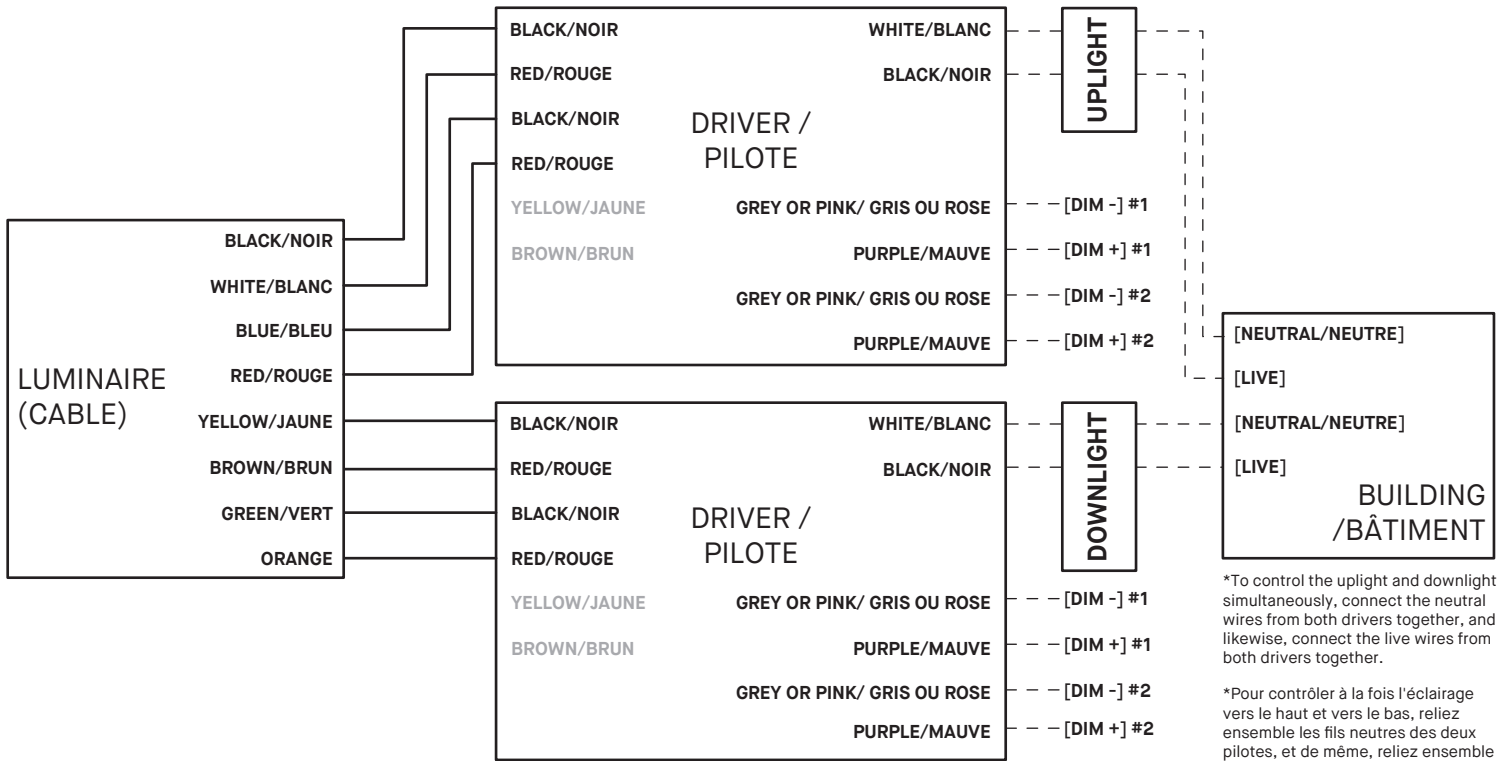 BLACK/NOIR
RED/ROUGE
BLACK/NOIR
RED/ROUGE
YELLOW/JAUNE
BROWN/BRUN
DRIVER /
PILOTE
WHITE/BLANC
BLACK/NOIR
GREY OR PINK/ GRIS OU ROSE
PURPLE/MAUVE
GREY OR PINK/ GRIS OU ROSE
PURPLE/MAUVE
UPLIGHT
[DIM -] #1
[DIM +] #1
[DIM -] #2
[DIM +] #2
LUMINAIRE
(CABLE)
BLACK/NOIR
WHITE/BLANC
BLUE/BLEU
RED/ROUGE
YELLOW/JAUNE
BROWN/BRUN
GREEN/VERT
ORANGE
BLACK/NOIR
RED/ROUGE
BLACK/NOIR
RED/ROUGE
YELLOW/JAUNE
BROWN/BRUN
DRIVER /
PILOTE
WHITE/BLANC
BLACK/NOIR
GREY OR PINK/ GRIS OU ROSE
PURPLE/MAUVE
GREY OR PINK/ GRIS OU ROSE
PURPLE/MAUVE
DOWNLIGHT
[DIM -] #1
[DIM +] #1
[DIM -] #2
[DIM +] #2
[NEUTRAL/NEUTRE]
[LIVE]
[NEUTRAL/NEUTRE]
[LIVE]
BUILDING
/BÂTIMENT
*To control the uplight and downlight
simultaneously, connect the neutral
wires from both drivers together, and
likewise, connect the live wires from
both drivers together.
*Pour contrôler à la fois l'éclairage
vers le haut et vers le bas, reliez
ensemble les fils neutres des deux
pilotes, et de même, reliez ensemble